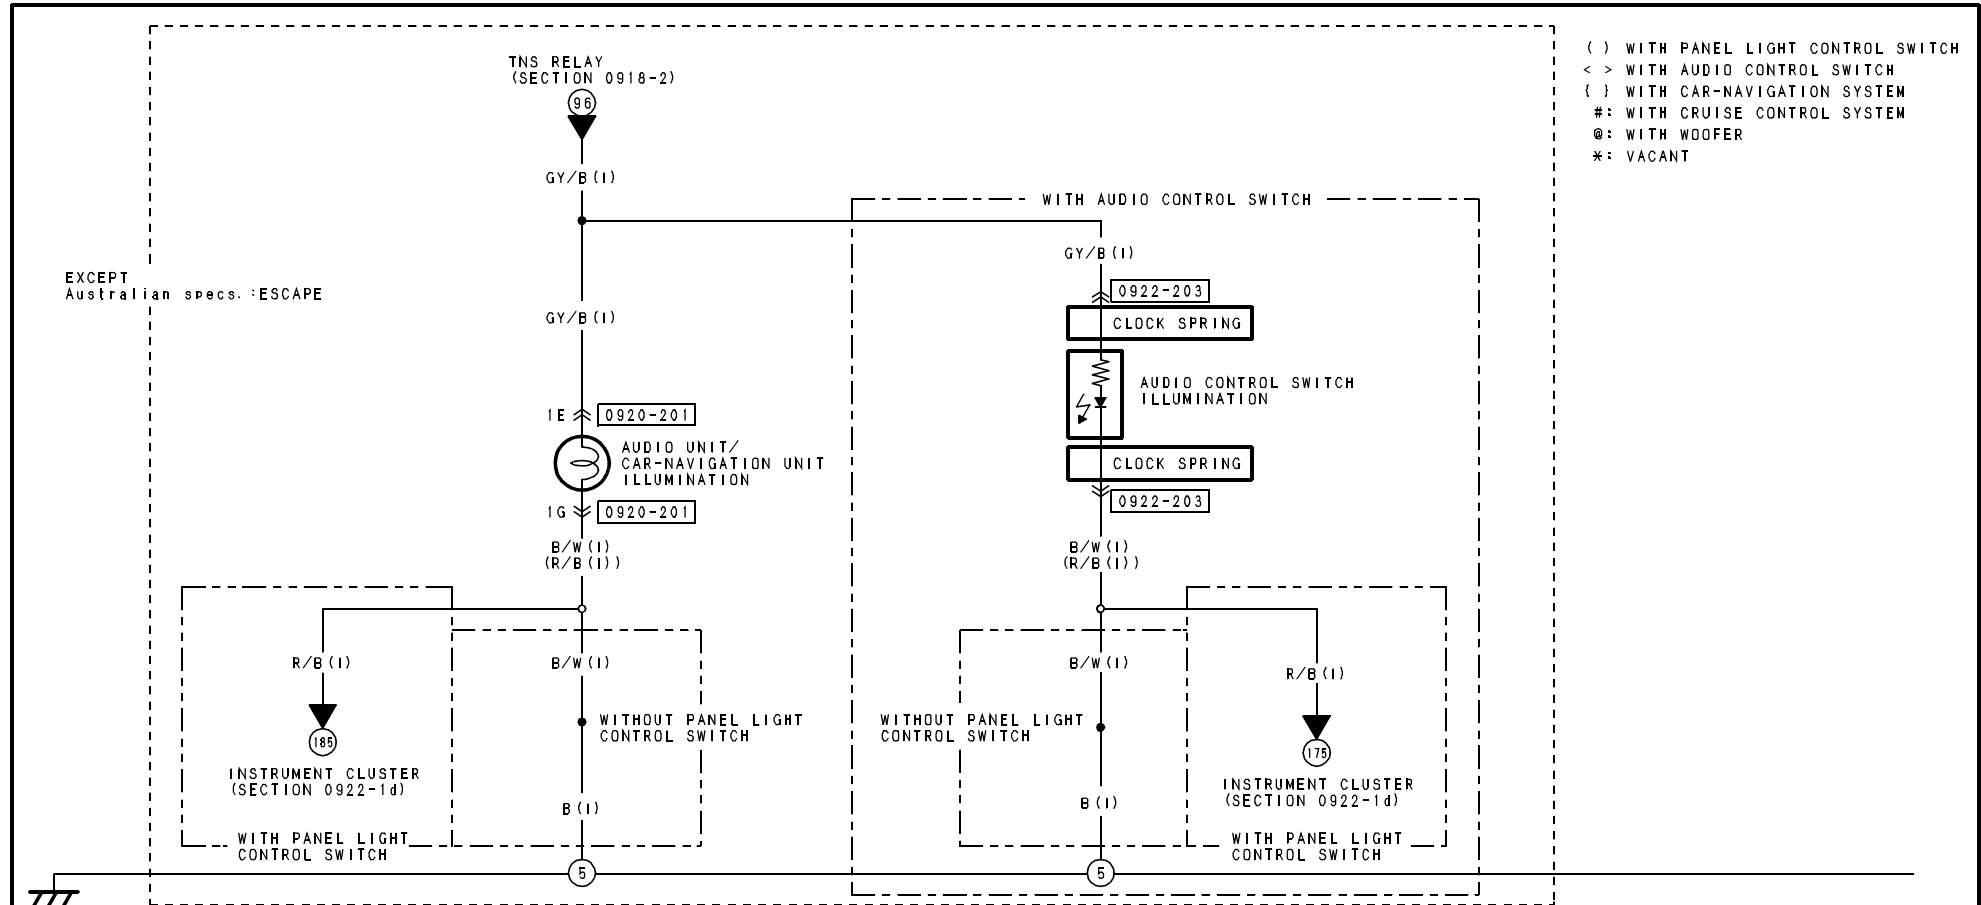 TNS RELAY
(SECTION 0918-2)
96
GY/B(I)
( ) WITH PANEL LIGHT CONTROL SWITCH
< > WITH AUDIO CONTROL SWITCH
{ } WITH CAR-NAVIGATION SYSTEM
#: WITH CRUISE CONTROL SYSTEM
@: WITH WOOFER
*: VACANT
WITH AUDIO CONTROL SWITCH
GY/B(I)
EXCEPT
Australian specs. :ESCAPE
GY/B(I)
0922-203
CLOCK SPRING
AUDIO CONTROL SWITCH
ILLUMINATION
1E
0920-201
AUDIO UNIT/
CAR-NAVIGATION UNIT
ILLUMINATION
1G
0920-201
CLOCK SPRING
0922-203
B/W(I)
(R/B(I))
B/W(I)
(R/B(I))
R/B(I)
B/W(I)
B/W(I)
R/B(I)
WITHOUT PANEL LIGHT
CONTROL SWITCH
WITHOUT PANEL LIGHT
CONTROL SWITCH
185
175
INSTRUMENT CLUSTER
(SECTION 0922-1d)
INSTRUMENT CLUSTER
(SECTION 0922-1d)
B(I)
B(I)
WITH PANEL LIGHT
CONTROL SWITCH
WITH PANEL LIGHT
CONTROL SWITCH
5
5